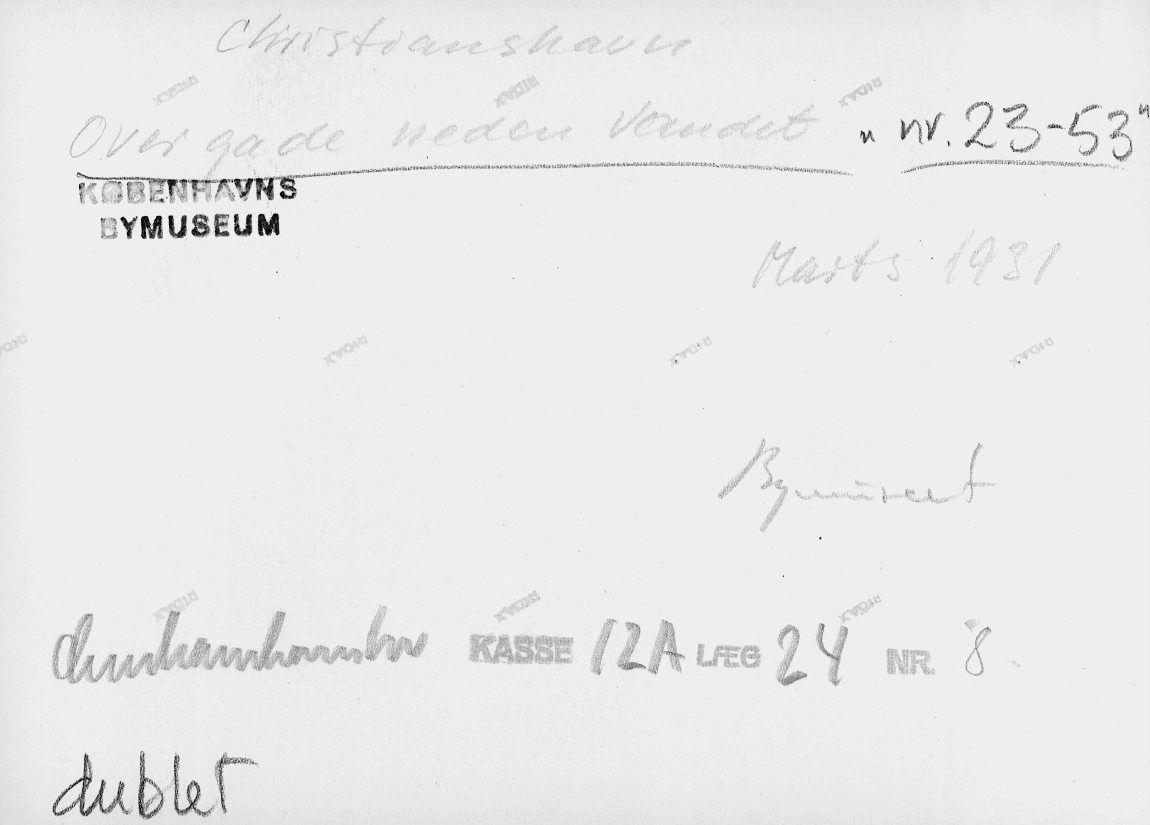 Christianshavn
Overgade neden Vandet " nr. 23-53"
KØBENHAVNS
BYMUSEUM
Marts 1931
Bymuseet
KASSE 12A LÆG 24 NR. 8
dublet